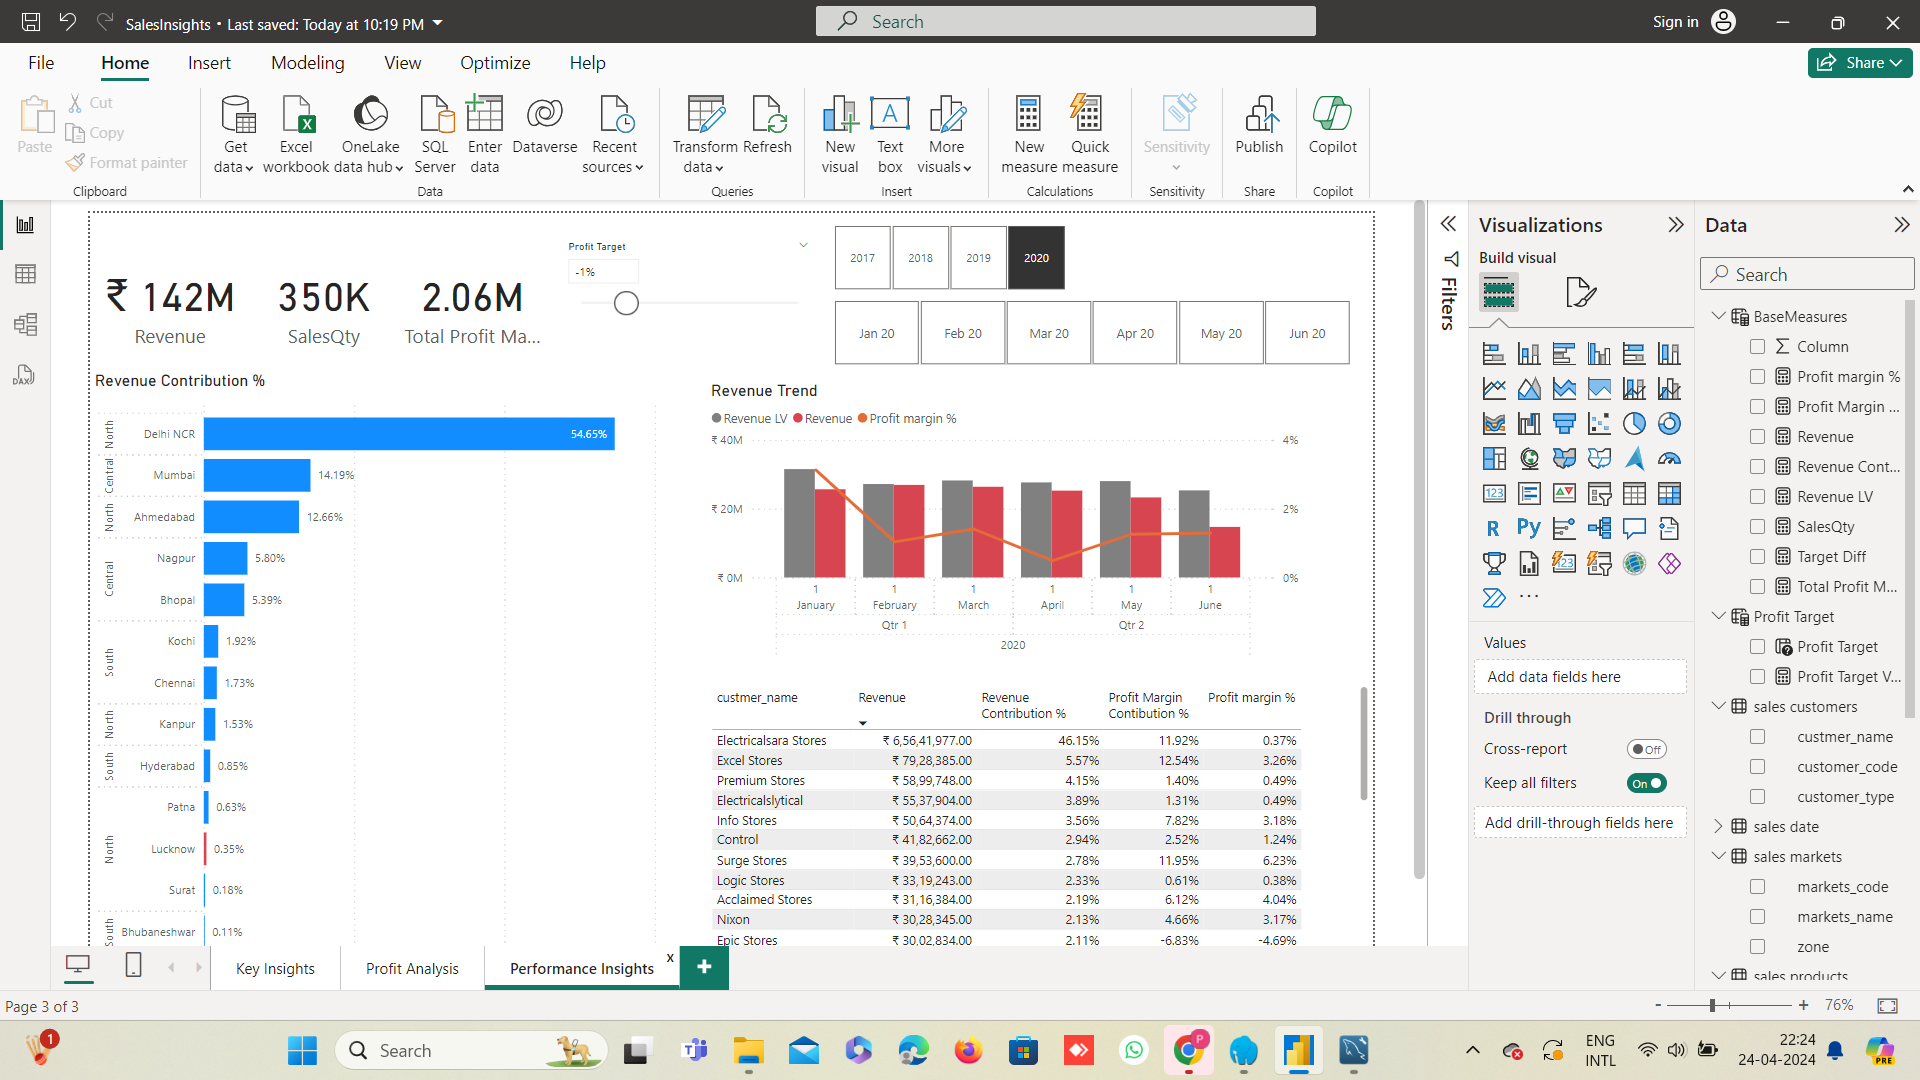 SalesInsights • Last saved: Today at 10:19 PM
Search
Sign in
File
Home
Insert
Modeling
View
Optimize
Help
Share
Paste
Cut
Copy
Format painter
Clipboard
Get data
Excel workbook
OneLake data hub
SQL Server
Enter data
Dataverse
Recent sources
Data
Transform data
Refresh
Queries
New visual
A
Text box
More visuals
Insert
New measure
Quick measure
Calculations
Sensitivity
Sensitivity
Publish
Share
Copilot
Copilot
DAX
₹ 142M
Revenue
350K
SalesQty
2.06M
Total Profit Ma...
Profit Target
-1%
2017
2018
2019
2020
Jan 20
Feb 20
Mar 20
Apr 20
May 20
Jun 20
Revenue Contribution %
North
Delhi NCR 54.65%
Central
Mumbai 14.19%
North
Ahmedabad 12.66%
Central
Nagpur 5.80%
Bhopal 5.39%
South
Kochi 1.92%
Chennai 1.73%
North
Kanpur 1.53%
South
Hyderabad 0.85%
North
Patna 0.63%
Lucknow 0.35%
Surat 0.18%
South
Bhubaneshwar 0.11%
Revenue Trend
Revenue LV Revenue Profit margin %
₹ 40M 4%
₹ 20M 2%
₹ 0M 0%
1 1 1 1 1 1
January February March April May June
Qtr 1 Qtr 2
2020
custmer_name Revenue Revenue Contribution % Profit Margin Contibution % Profit margin %
Electricalsara Stores ₹ 6,56,41,977.00 46.15% 11.92% 0.37%
Excel Stores ₹ 79,28,385.00 5.57% 12.54% 3.26%
Premium Stores ₹ 58,99,748.00 4.15% 1.40% 0.49%
Electricalslytical ₹ 55,37,904.00 3.89% 1.31% 0.49%
Info Stores ₹ 50,64,374.00 3.56% 7.82% 3.18%
Control ₹ 41,82,662.00 2.94% 2.52% 1.24%
Surge Stores ₹ 39,53,600.00 2.78% 11.95% 6.23%
Logic Stores ₹ 33,19,243.00 2.33% 0.61% 0.38%
Acclaimed Stores ₹ 31,16,384.00 2.19% 6.12% 4.04%
Nixon ₹ 30,28,345.00 2.13% 4.66% 3.17%
Epic Stores ₹ 30,02,834.00 2.11% -6.83% -4.69%
Filters
Visualizations
Build visual
123
R
Py
123
...
Values
Add data fields here
Drill through
Cross-report Off
Keep all filters On
Add drill-through fields here
Data
Search
BaseMeasures
Column
Profit margin %
Profit Margin ...
Revenue
Revenue Cont...
Revenue LV
SalesQty
Target Diff
Total Profit M...
Profit Target
Profit Target
Profit Target V...
sales customers
custmer_name
customer_code
customer_type
sales date
sales markets
markets_code
markets_name
zone
sales products
Key Insights
Profit Analysis
Performance Insights
x
+
Page 3 of 3
- + 76%
1
Search
P
ENG
INTL
22:24
24-04-2024
PRE